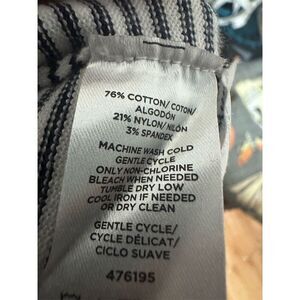 76% COTTON/COTON/
ALGODÓN
21% NYLON/NILÓN
3% SPANDEX
MACHINE WASH COLD
GENTLE CYCLE
ONLY NON-CHLORINE
BLEACH WHEN NEEDED
TUMBLE DRY LOW
COOL IRON IF NEEDED
OR DRY CLEAN
GENTLE CYCLE/
CYCLE DÉLICAT/
CICLO SUAVE
476195